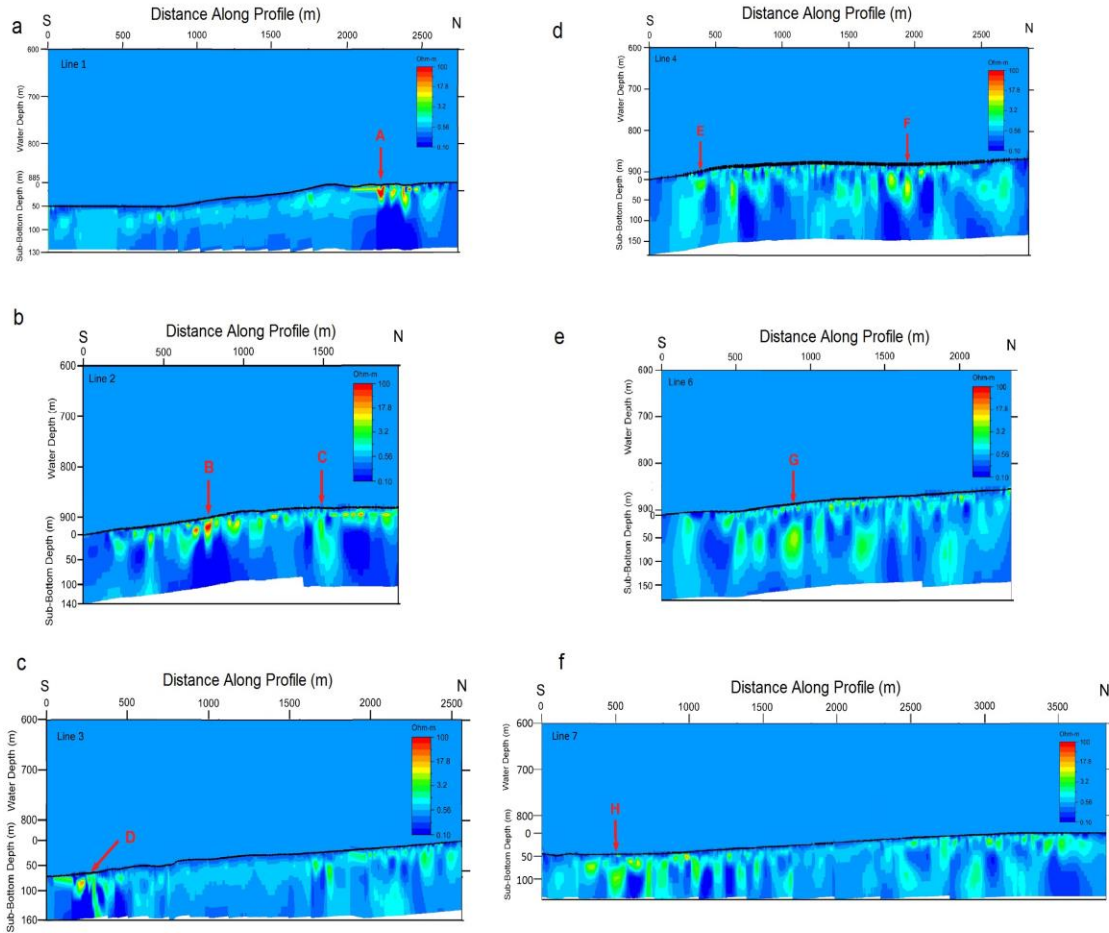 a
S
Distance Along Profile (m)
N
0 500 1000 1500 2000 2500
Line 1
Ohm-m
100
17.8
3.2
0.56
0.10
A
Water Depth (m)
600
700
800
885
Sub-Bottom Depth (m)
0
50
100
130
b
S
Distance Along Profile (m)
N
0 500 1000 1500
Line 2
Ohm-m
100
17.8
3.2
0.56
0.10
B
C
Water Depth (m)
600
700
800
900
Sub-Bottom Depth (m)
0
50
100
140
c
S
Distance Along Profile (m)
N
0 500 1000 1500 2000 2500
Line 3
Ohm-m
100
17.8
3.2
0.56
0.10
D
Water Depth (m)
600
700
800
Sub-Bottom Depth (m)
0
50
100
160
d
S
Distance Along Profile (m)
N
0 500 1000 1500 2000 2500
Line 4
Ohm-m
100
17.8
3.2
0.56
0.10
E
F
Water Depth (m)
600
700
800
900
Sub-Bottom Depth (m)
0
50
100
150
e
S
Distance Along Profile (m)
N
0 500 1000 1500 2000
Line 6
Ohm-m
100
17.8
3.2
0.56
0.10
G
Water Depth (m)
600
700
800
900
Sub-Bottom Depth (m)
0
50
100
150
f
S
Distance Along Profile (m)
N
0 500 1000 1500 2000 2500 3000 3500
Line 7
Ohm-m
100
17.8
3.2
0.56
0.10
H
Water Depth (m)
600
700
800
Sub-Bottom Depth (m)
0
50
100